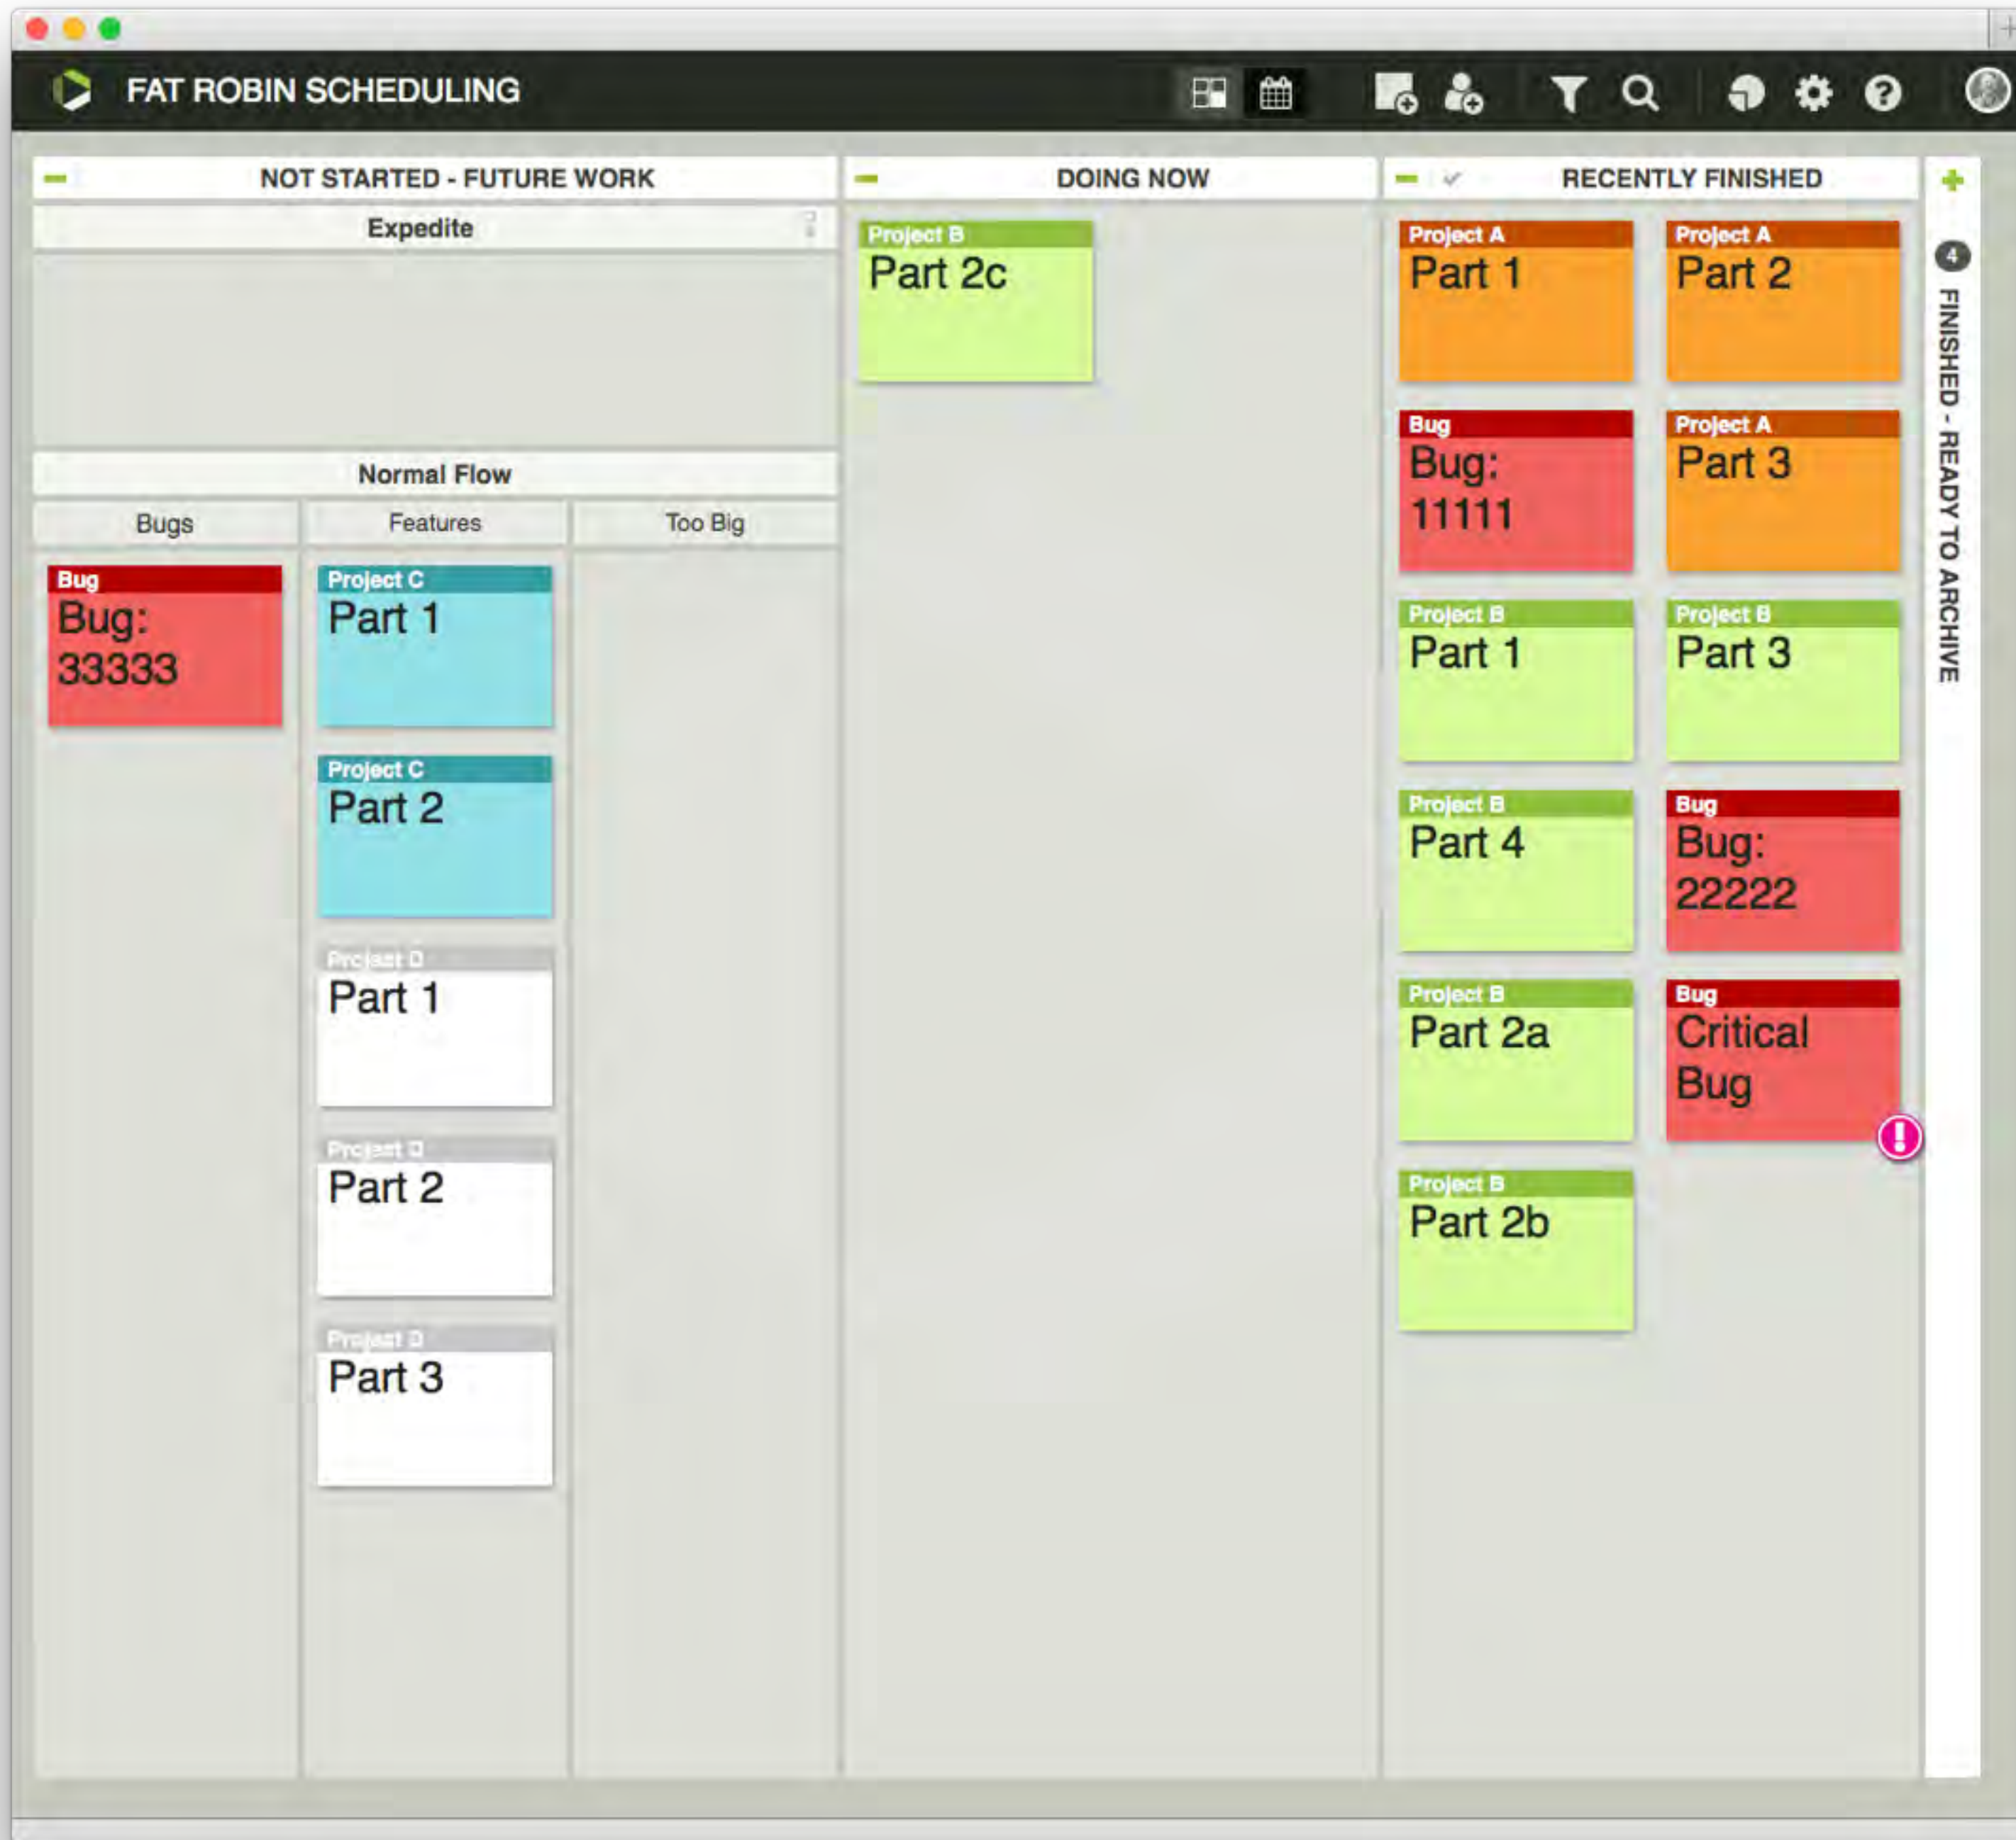 FAT ROBIN SCHEDULING
NOT STARTED - FUTURE WORK
Expedite
Normal Flow
Bugs
Features
Too Big
Bug
Bug:
33333
Project C
Part 1
Project C
Part 2
Project D
Part 1
Project D
Part 2
Project D
Part 3
DOING NOW
Project B
Part 2c
RECENTLY FINISHED
Project A
Part 1
Project A
Part 2
Bug
Bug:
11111
Project A
Part 3
Project B
Part 1
Project B
Part 3
Project B
Part 4
Bug
Bug:
22222
Project B
Part 2a
Bug
Critical
Bug
Project B
Part 2b
4
FINISHED - READY TO ARCHIVE